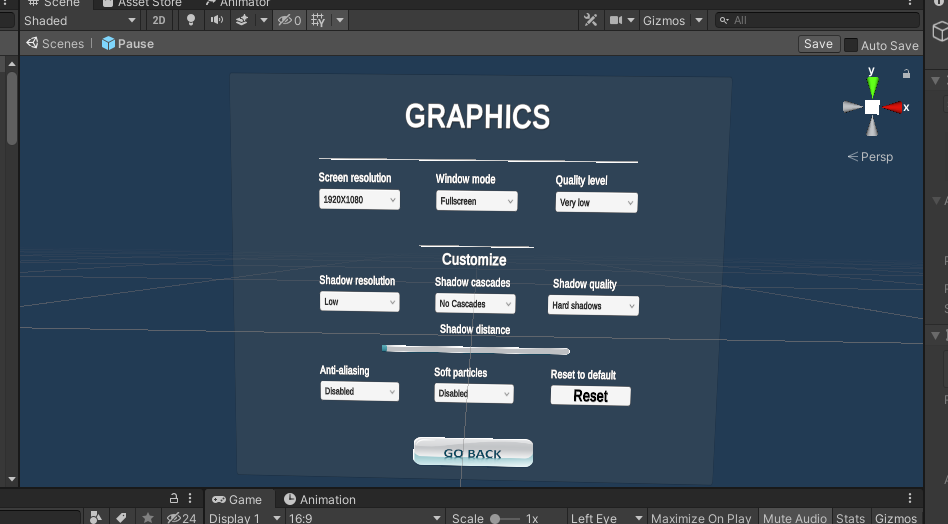 Scene Asset Store Animator
Shaded 2D 0 Gizmos All
Scenes Pause Save Auto Save
y
x
Persp
GRAPHICS
Screen resolution Window mode Quality level
1920X1080 Fullscreen Very low
Customize
Shadow resolution Shadow cascades Shadow quality
Low No Cascades Hard shadows
Shadow distance
Anti-aliasing Soft particles Reset to default
Disabled Disabled Reset
GO BACK
Game Animation
24 Display 1 16:9 Scale 1x Left Eye Maximize On Play Mute Audio Stats Gizmos